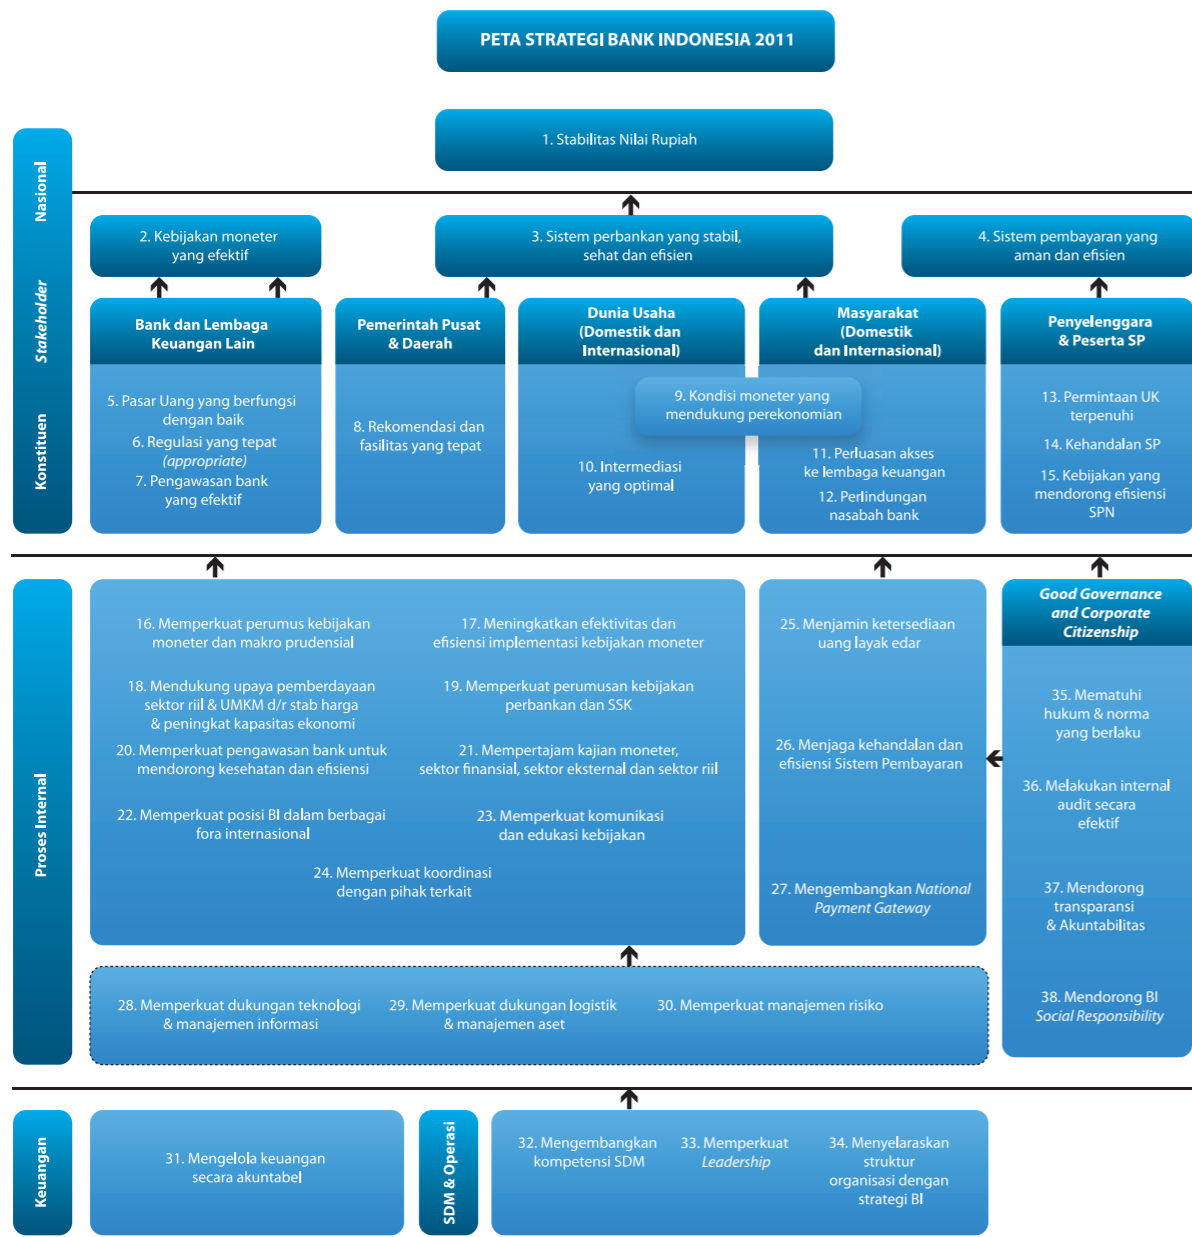 PETA STRATEGI BANK INDONESIA 2011
Nasional
1. Stabilitas Nilai Rupiah
Stakeholder
2. Kebijakan moneter
yang efektif
3. Sistem perbankan yang stabil,
sehat dan efisien
4. Sistem pembayaran yang
aman dan efisien
Konstituen
Bank dan Lembaga
Keuangan Lain
5. Pasar Uang yang berfungsi
dengan baik
6. Regulasi yang tepat
(appropriate)
7. Pengawasan bank
yang efektif
Pemerintah Pusat
& Daerah
8. Rekomendasi dan
fasilitas yang tepat
Dunia Usaha
(Domestik dan
Internasional)
Masyarakat
(Domestik
dan Internasional)
9. Kondisi moneter yang
mendukung perekonomian
10. Intermediasi
yang optimal
11. Perluasan akses
ke lembaga keuangan
12. Perlindungan
nasabah bank
Penyelenggara
& Peserta SP
13. Permintaan UK
terpenuhi
14. Kehandalan SP
15. Kebijakan yang
mendorong efisiensi
SPN
Proses Internal
16. Memperkuat perumus kebijakan
moneter dan makro prudensial
17. Meningkatkan efektivitas dan
efisiensi implementasi kebijakan moneter
18. Mendukung upaya pemberdayaan
sektor riil & UMKM d/r stab harga
& peningkat kapasitas ekonomi
19. Memperkuat perumusan kebijakan
perbankan dan SSK
20. Memperkuat pengawasan bank untuk
mendorong kesehatan dan efisiensi
21. Mempertajam kajian moneter,
sektor finansial, sektor eksternal dan sektor riil
22. Memperkuat posisi BI dalam berbagai
fora internasional
23. Memperkuat komunikasi
dan edukasi kebijakan
24. Memperkuat koordinasi
dengan pihak terkait
25. Menjamin ketersediaan
uang layak edar
26. Menjaga kehandalan dan
efisiensi Sistem Pembayaran
27. Mengembangkan National
Payment Gateway
Good Governance
and Corporate
Citizenship
35. Mematuhi
hukum & norma
yang berlaku
36. Melakukan internal
audit secara
efektif
37. Mendorong
transparansi
& Akuntabilitas
38. Mendorong BI
Social Responsibility
28. Memperkuat dukungan teknologi
& manajemen informasi
29. Memperkuat dukungan logistik
& manajemen aset
30. Memperkuat manajemen risiko
Keuangan
31. Mengelola keuangan
secara akuntabel
SDM & Operasi
32. Mengembangkan
kompetensi SDM
33. Memperkuat
Leadership
34. Menyelaraskan
struktur
organisasi dengan
strategi BI